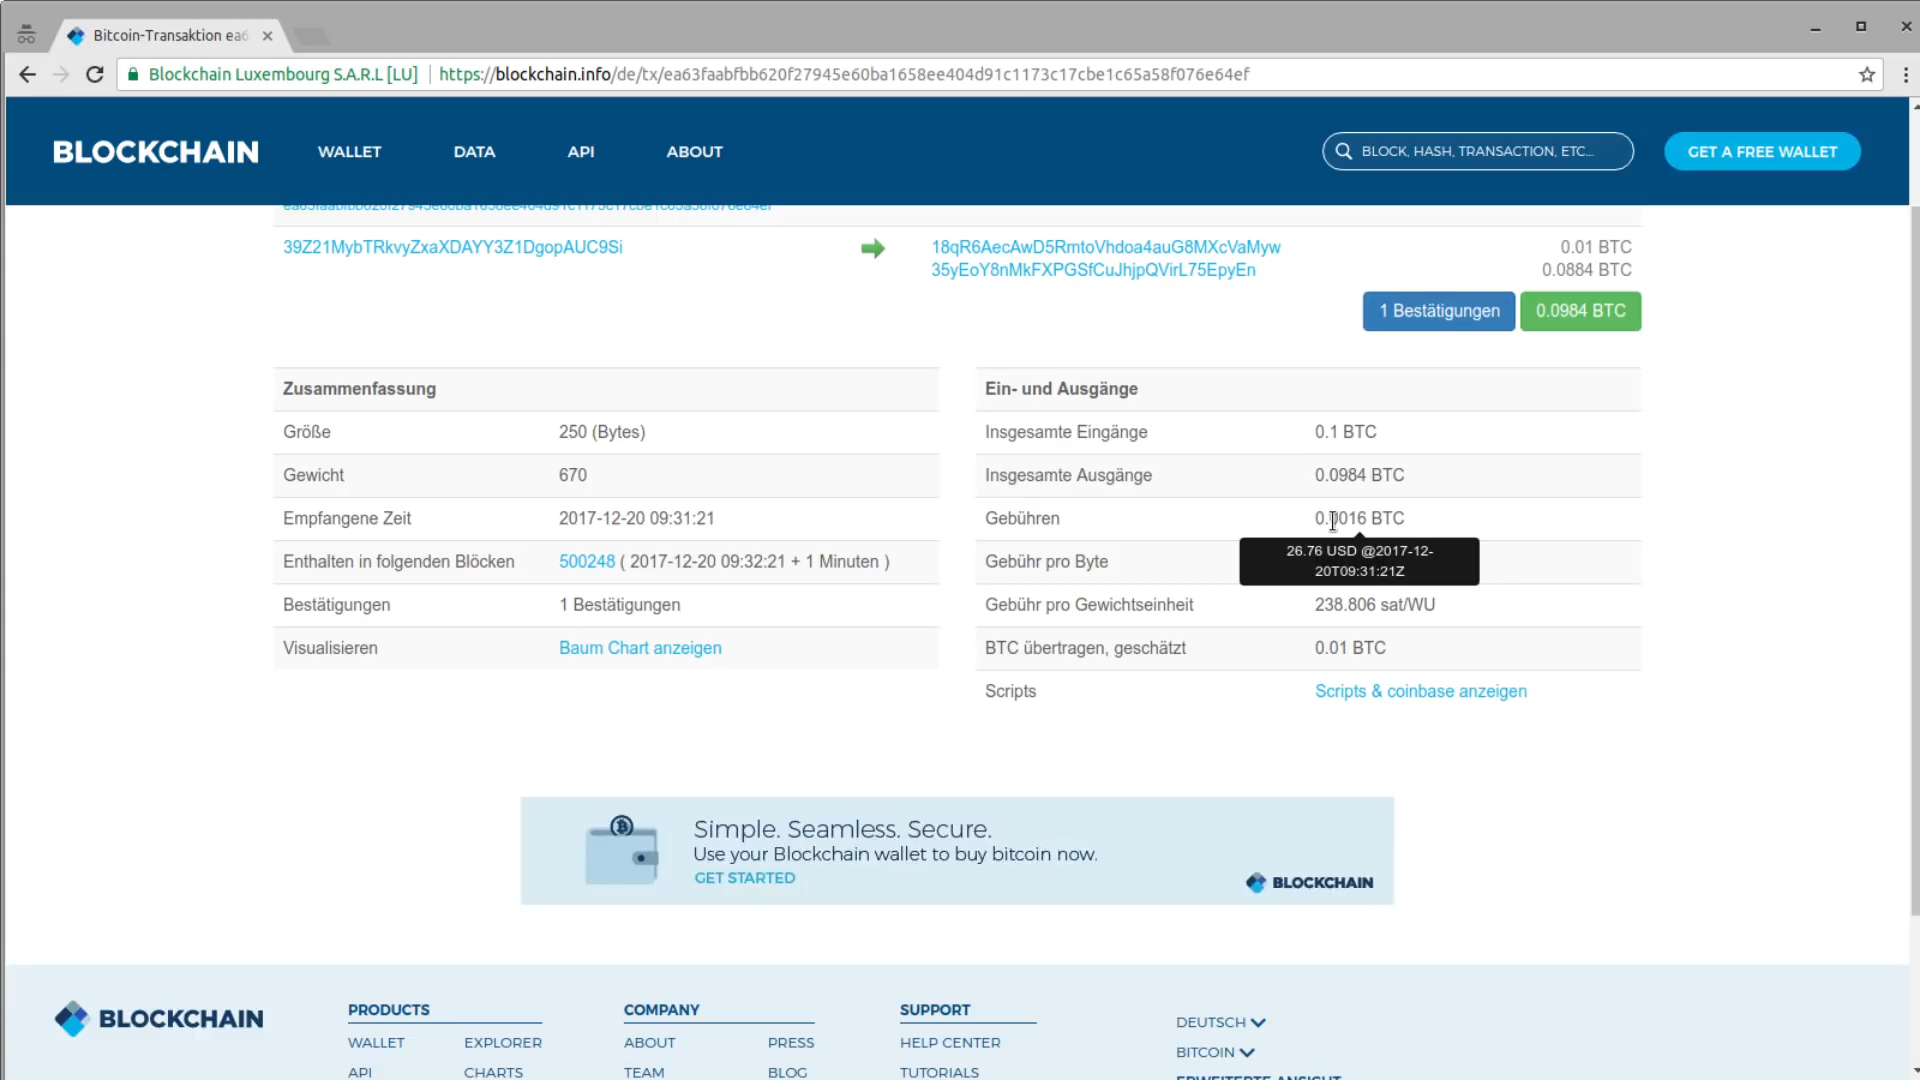 Bitcoin-Transaktion ea6
Blockchain Luxembourg S.A.R.L [LU] https://blockchain.info/de/tx/ea63faabfbb620f27945e60ba1658ee404d91c1173c17cbe1c65a58f076e64ef
BLOCKCHAIN WALLET DATA API ABOUT BLOCK, HASH, TRANSACTION, ETC... GET A FREE WALLET
ea63faabfbb620f27945e60ba1658ee404d91c1173c17cbe1c65a58f076e64ef
39Z21MybTRkvyZxaXDAYY3Z1DgopAUC9Si 18qR6AecAwD5RmtoVhdoa4auG8MXcVaMyw 0.01 BTC
35yEoY8nMkFXPGSfCuJhjpQVirL75EpyEn 0.0884 BTC
1 Bestätigungen 0.0984 BTC
Zusammenfassung
Größe 250 (Bytes)
Gewicht 670
Empfangene Zeit 2017-12-20 09:31:21
Enthalten in folgenden Blöcken 500248 ( 2017-12-20 09:32:21 + 1 Minuten )
Bestätigungen 1 Bestätigungen
Visualisieren Baum Chart anzeigen
Ein- und Ausgänge
Insgesamte Eingänge 0.1 BTC
Insgesamte Ausgänge 0.0984 BTC
Gebühren 0.0016 BTC
26.76 USD @2017-12-
20T09:31:21Z
Gebühr pro Byte
Gebühr pro Gewichtseinheit 238.806 sat/WU
BTC übertragen, geschätzt 0.01 BTC
Scripts Scripts & coinbase anzeigen
Simple. Seamless. Secure.
Use your Blockchain wallet to buy bitcoin now.
GET STARTED
BLOCKCHAIN
BLOCKCHAIN
PRODUCTS
WALLET EXPLORER
API CHARTS
COMPANY
ABOUT PRESS
TEAM BLOG
SUPPORT
HELP CENTER
TUTORIALS
DEUTSCH
BITCOIN
ERWEITERTE ANSICHT